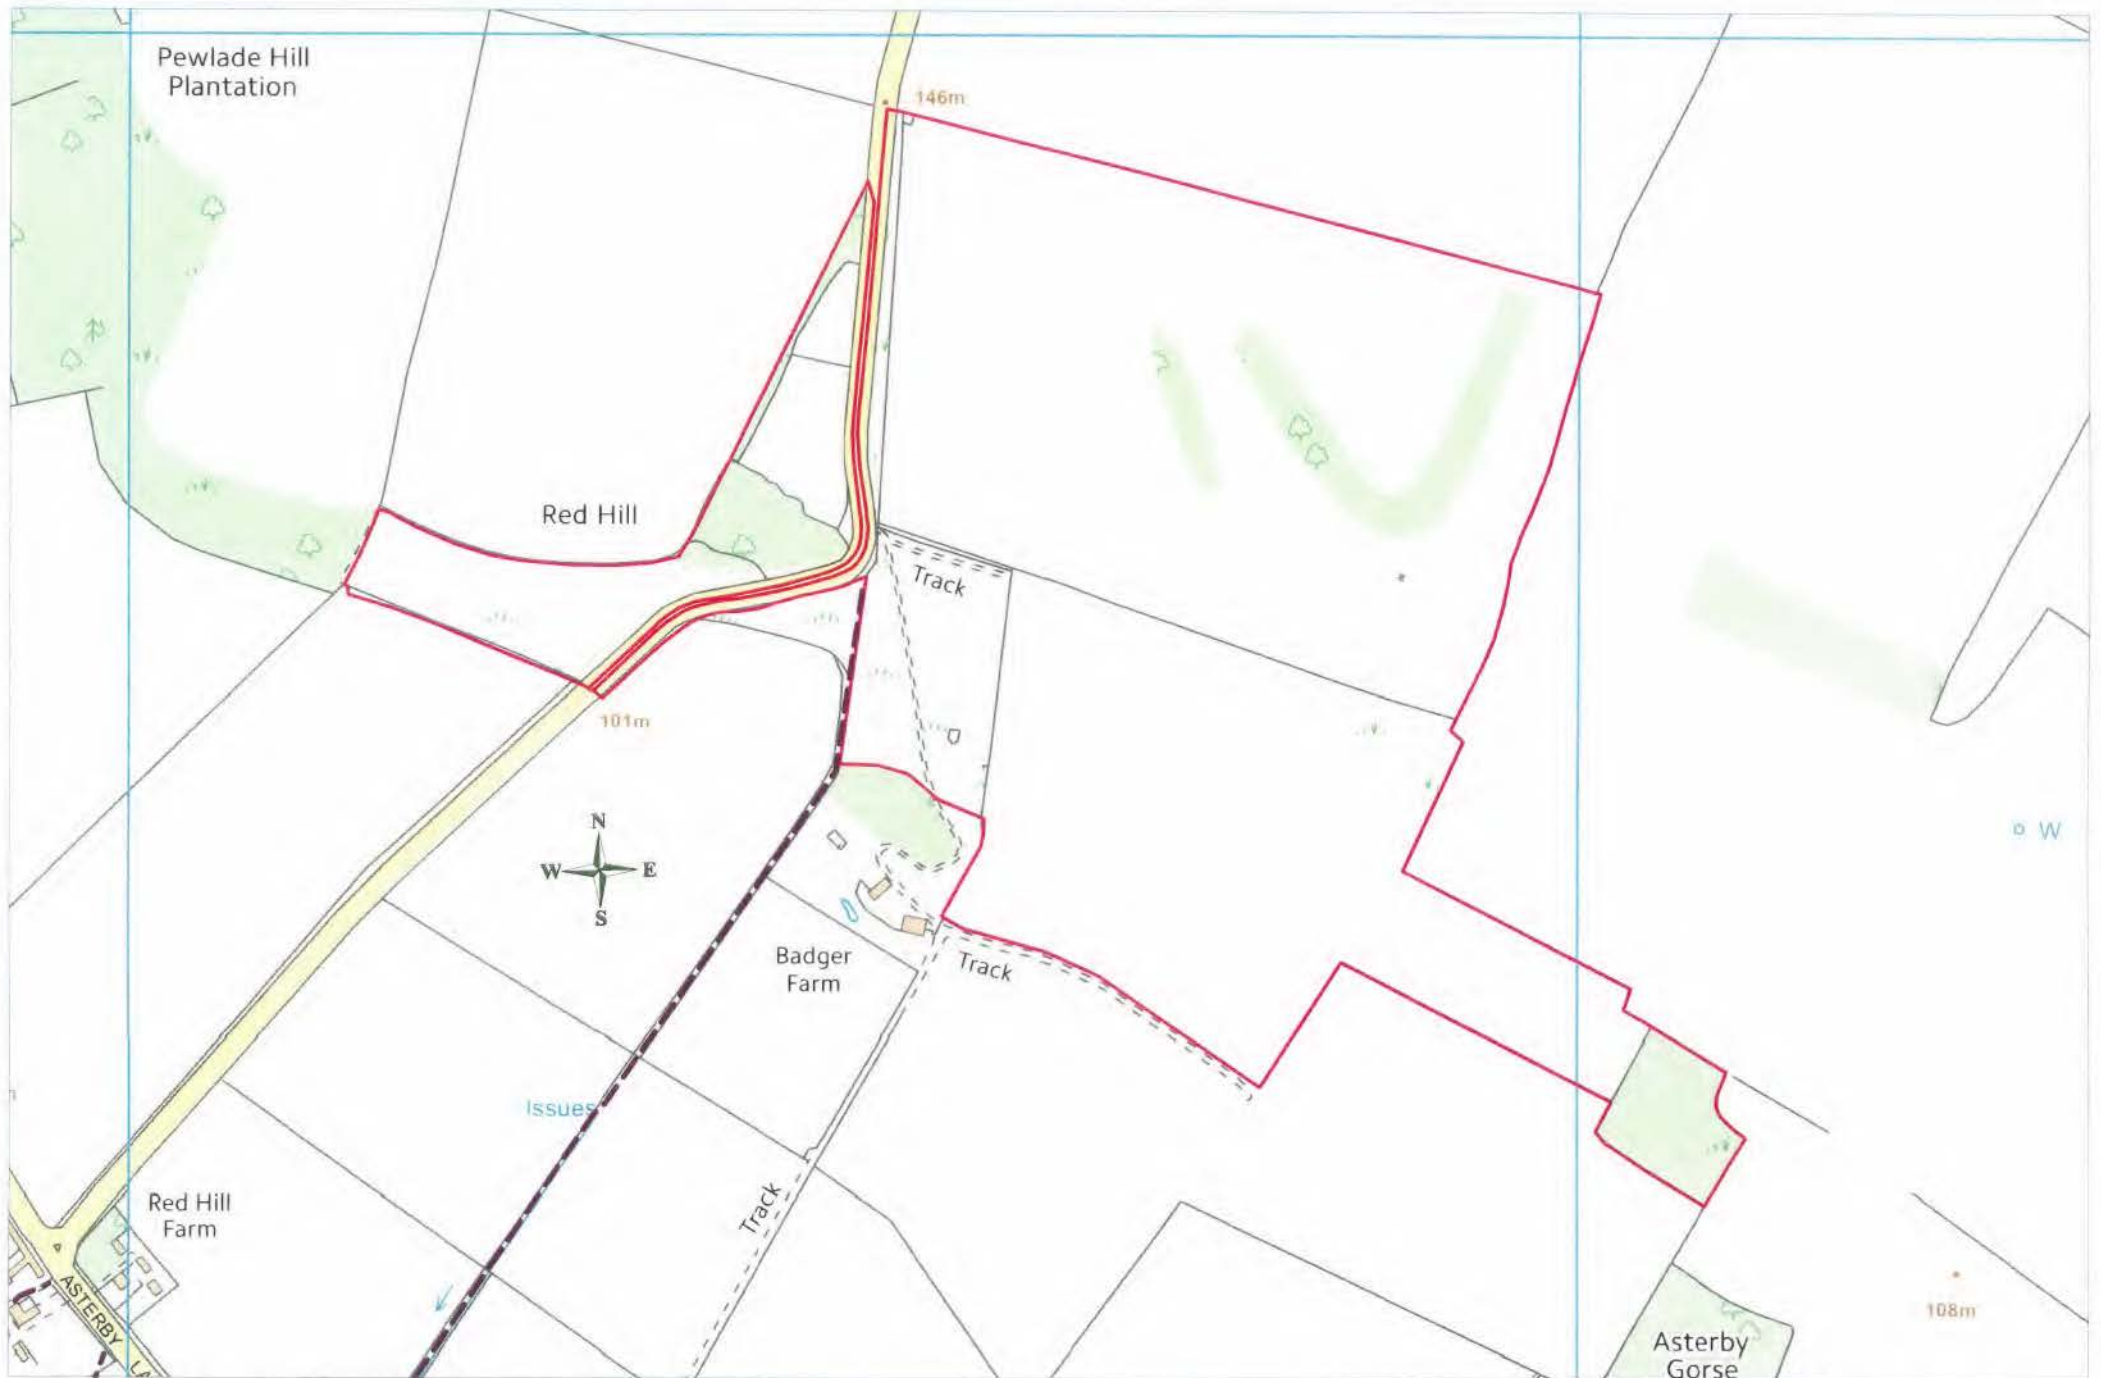 Pewlade Hill
Plantation
146m
Red Hill
Track
101m
N
W E
S
W
Badger
Farm
Track
Issues
Red Hill
Farm
Track
ASTERBY LA
108m
Asterby
Gorse